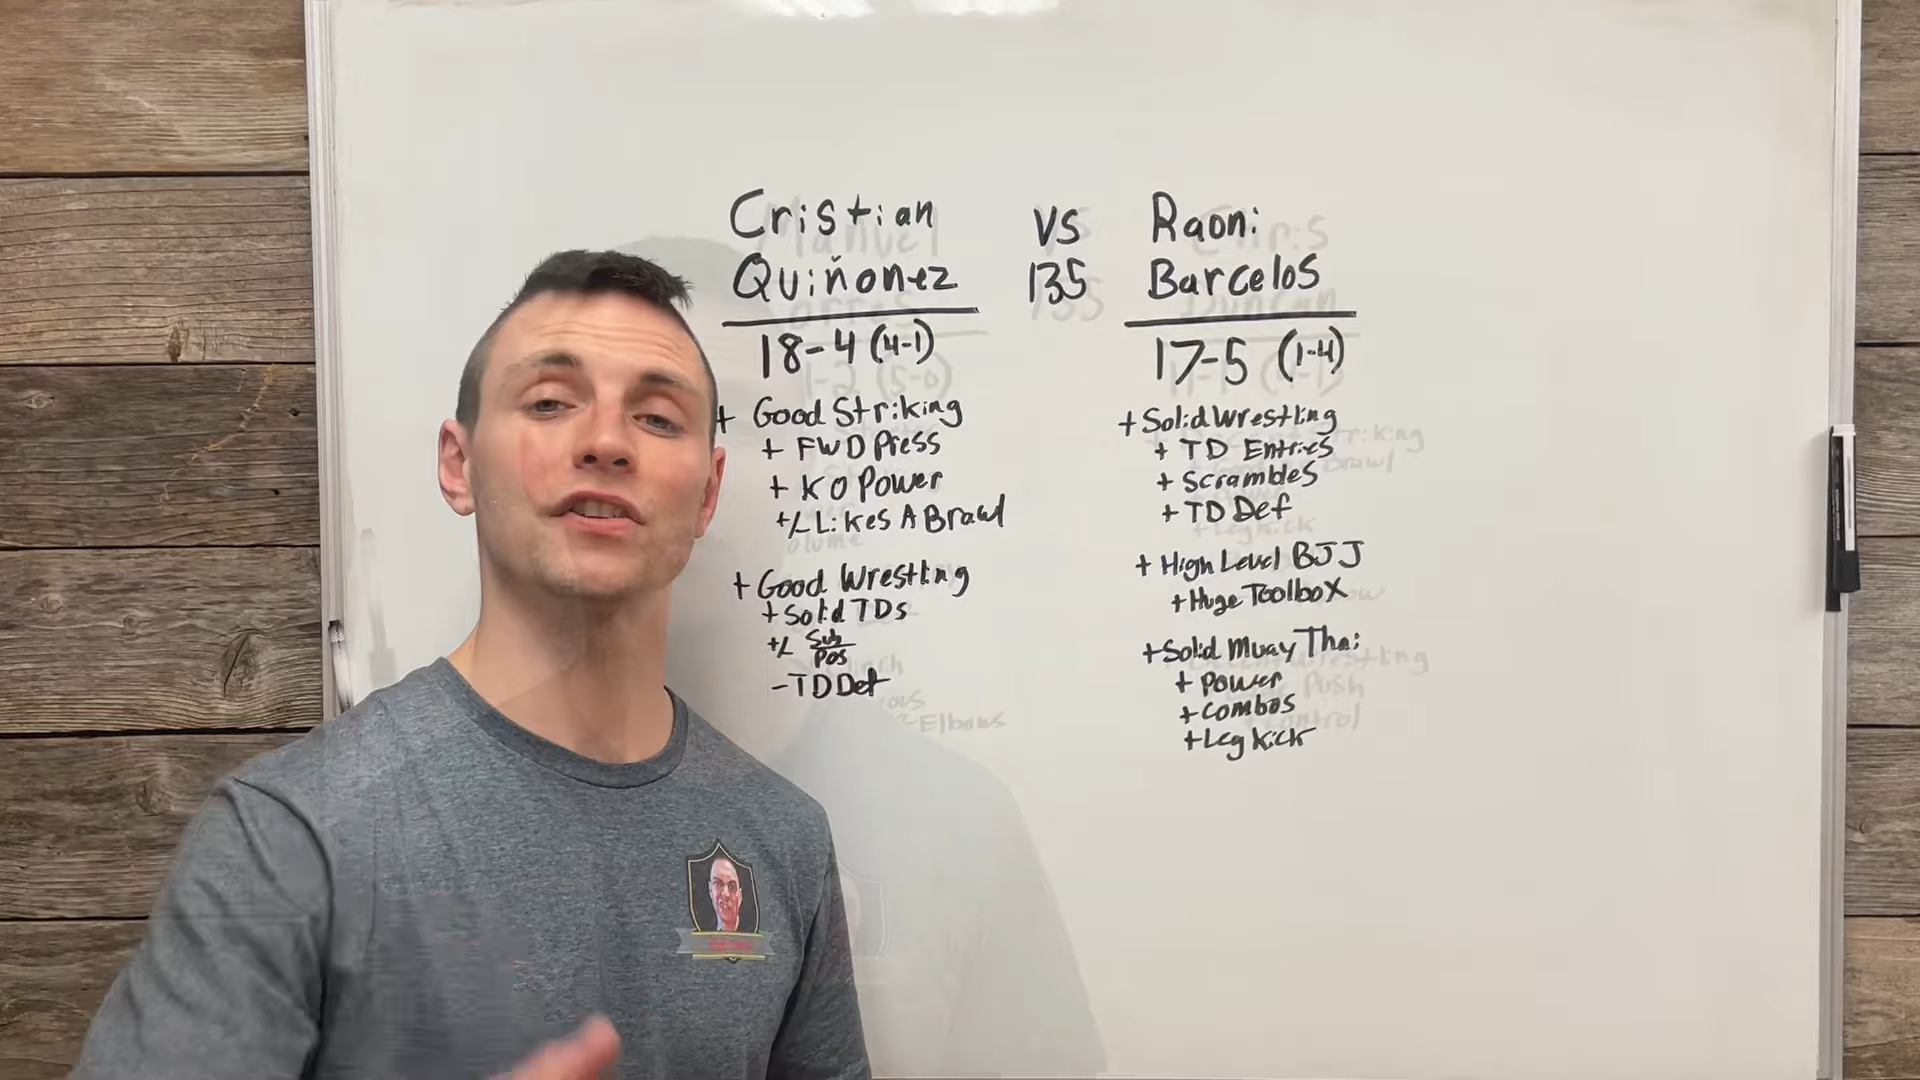 Cristian
Quiñonez
18-4 (4-1)
+ Good Striking
+ FWD Press
+ KO Power
+/- Likes A Brawl
+ Good Wrestling
+ Solid TDs
+/- Sub/Pos
- TD Def
VS
135
Raoni
Barcelos
17-5 (1-4)
+ Solid Wrestling
+ TD Entries
+ Scrambles
+ TD Def
+ High Level BJJ
+ Huge Toolbox
+ Solid Muay Thai
+ Power
+ Combos
+ Leg Kick